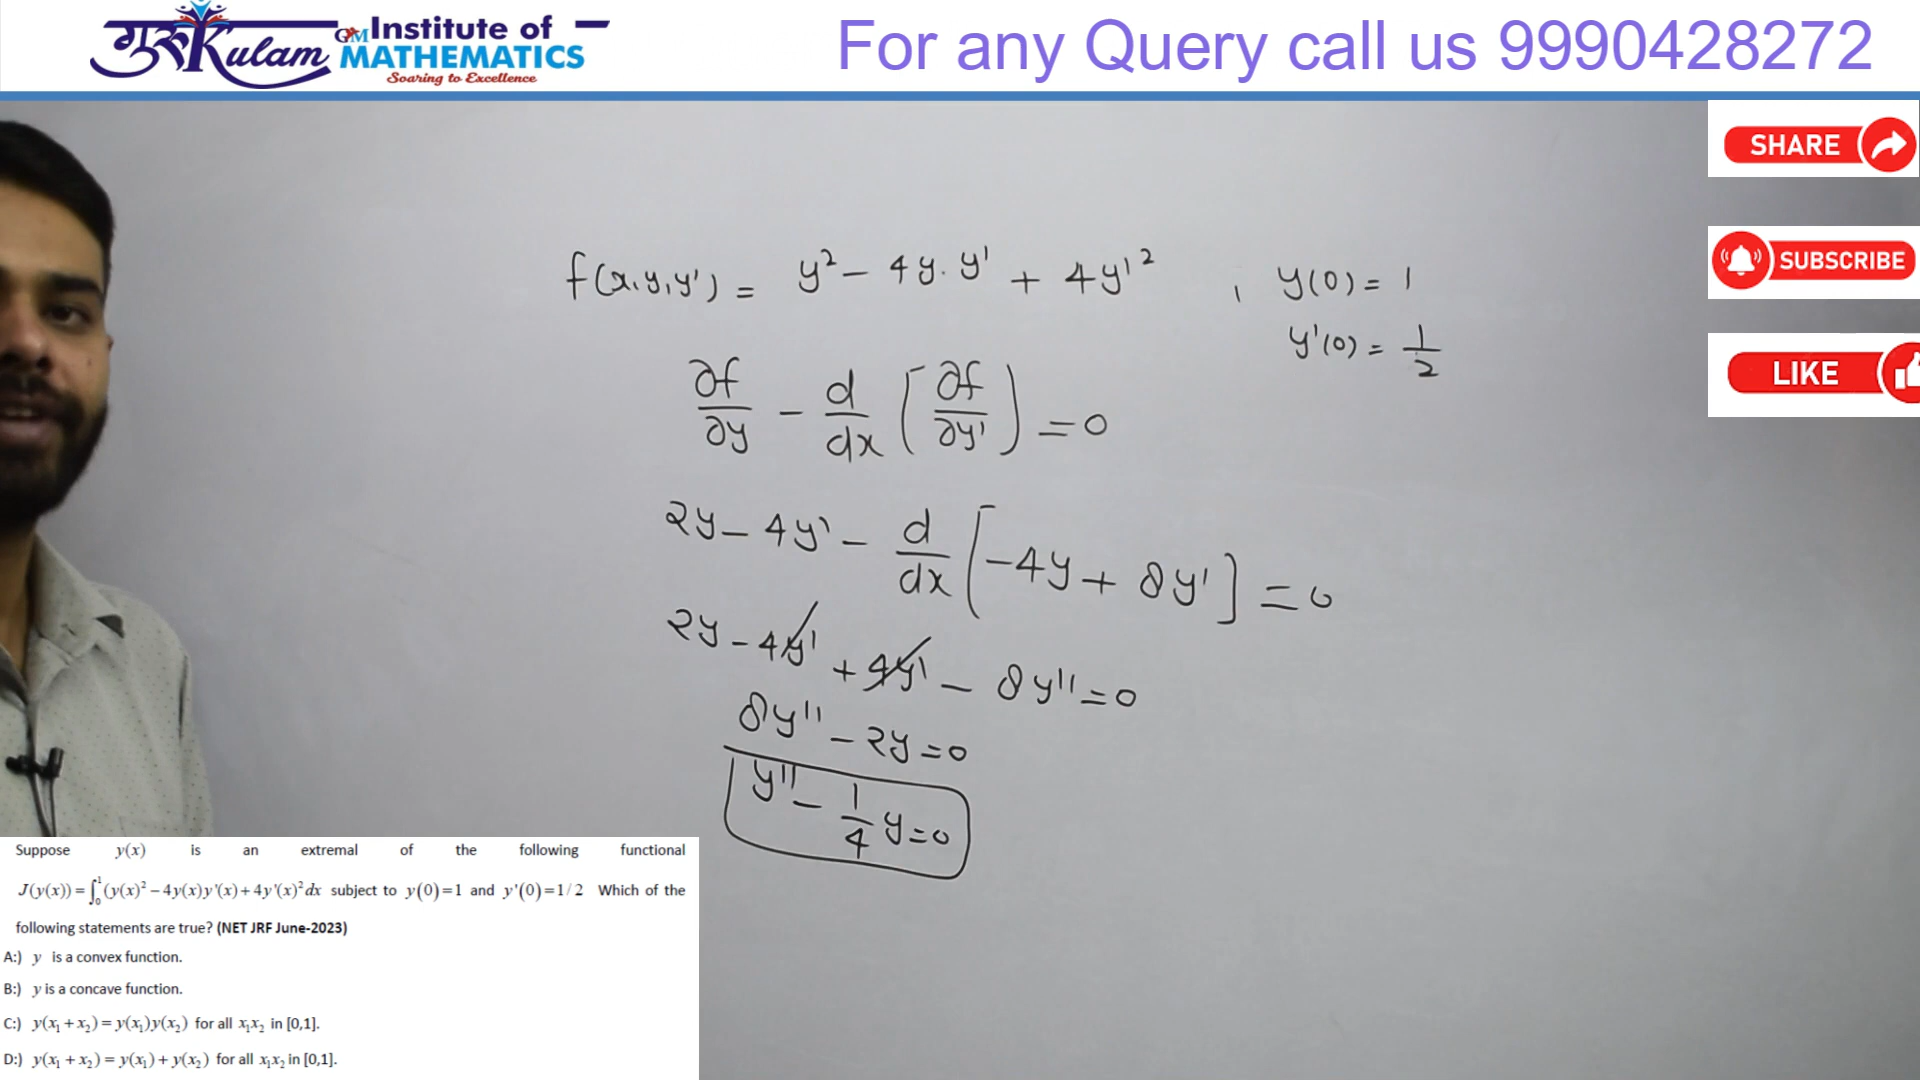 गुरुKulam GM Institute of MATHEMATICS
Soaring to Excellence
For any Query call us 9990428272
SHARE
SUBSCRIBE
LIKE
f(x,y,y') = y² - 4y.y' + 4y'² , y(0) = 1
y'(0) = 1/2
∂f/∂y - d/dx (∂f/∂y') = 0
2y - 4y' - d/dx [-4y + 8y'] = 0
2y - 4y' + 4y' - 8y'' = 0
8y'' - 2y = 0
y'' - 1/4 y = 0
Suppose y(x) is an extremal of the following functional
J(y(x)) = ∫₀¹(y(x)² − 4y(x)y'(x) + 4y'(x)² dx subject to y(0)=1 and y'(0)=1/2 Which of the
following statements are true? (NET JRF June-2023)
A:) y is a convex function.
B:) y is a concave function.
C:) y(x₁ + x₂) = y(x₁)y(x₂) for all x₁x₂ in [0,1].
D:) y(x₁ + x₂) = y(x₁) + y(x₂) for all x₁x₂ in [0,1].